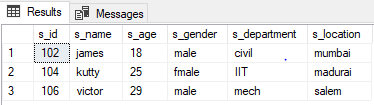 Results Messages
s_id s_name s_age s_gender s_department s_location
1 102 james 18 male civil mumbai
2 104 kutty 25 fmale IIT madurai
3 106 victor 29 male mech salem